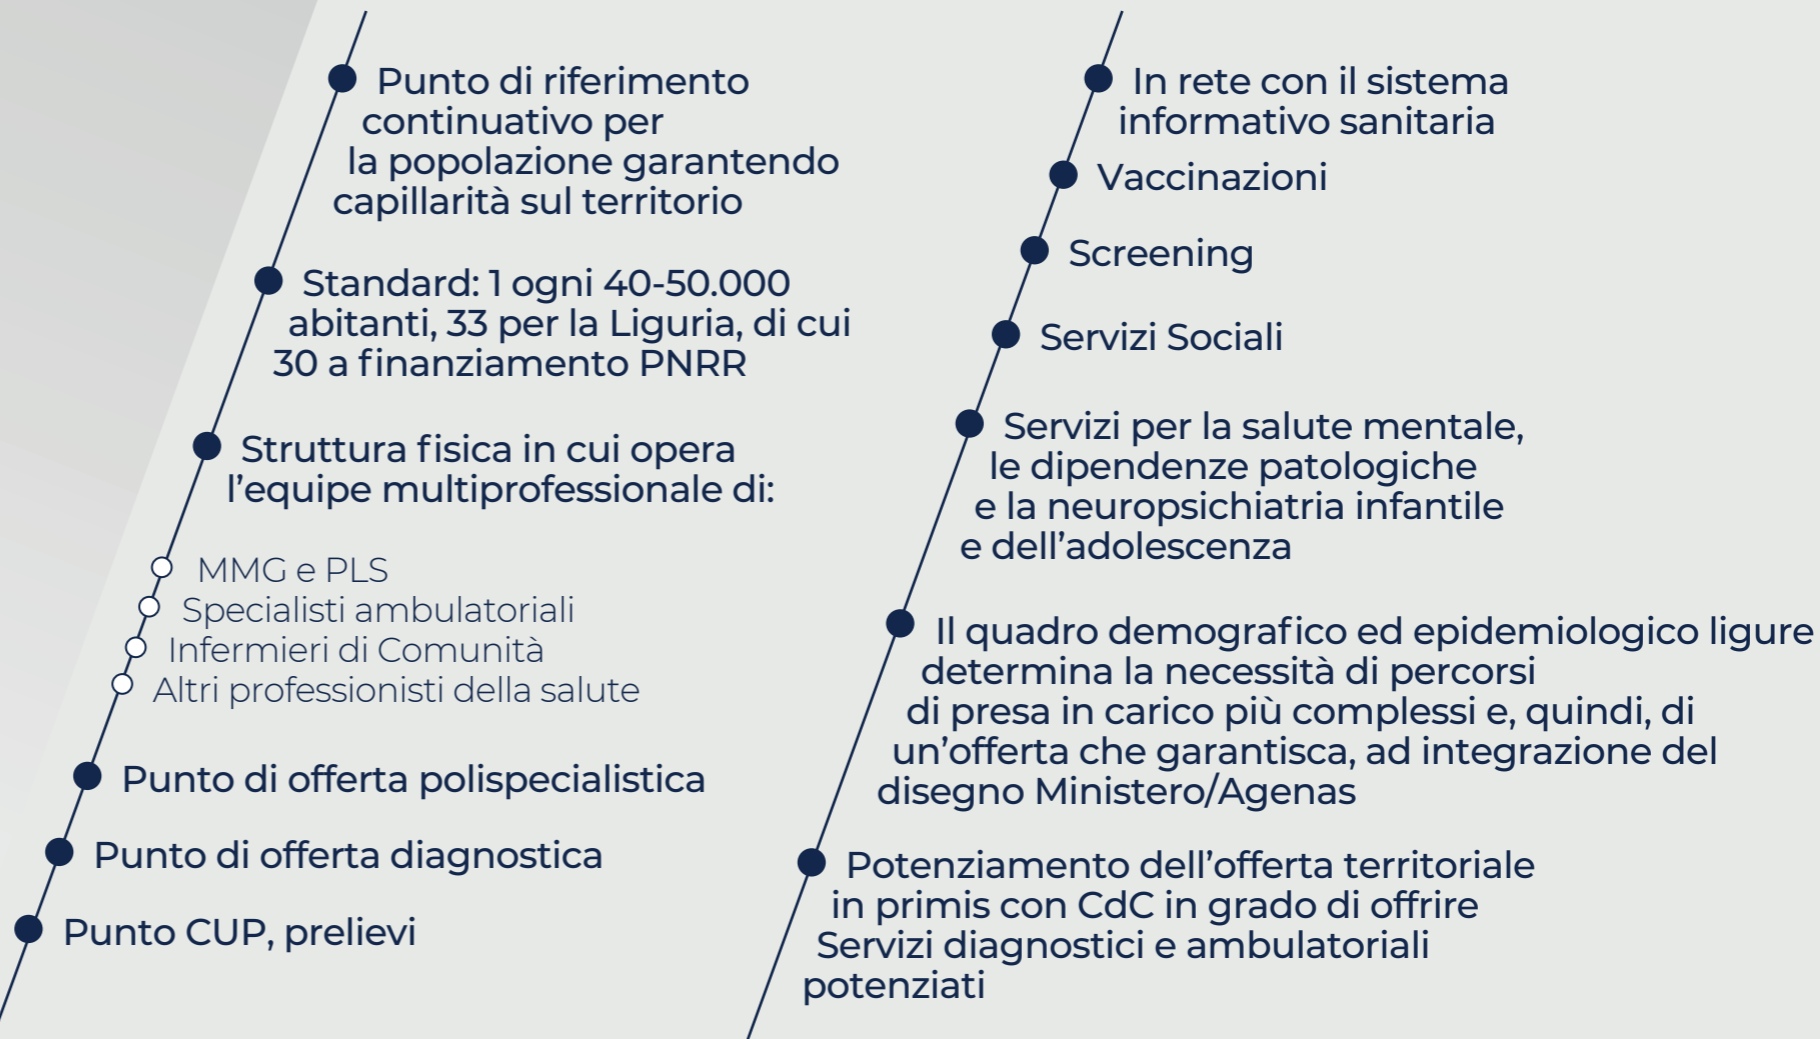 Punto di riferimento
continuativo per
la popolazione garantendo
capillarità sul territorio
Standard: 1 ogni 40-50.000
abitanti, 33 per la Liguria, di cui
30 a finanziamento PNRR
Struttura fisica in cui opera
l’equipe multiprofessionale di:
MMG e PLS
Specialisti ambulatoriali
Infermieri di Comunità
Altri professionisti della salute
Punto di offerta polispecialistica
Punto di offerta diagnostica
Punto CUP, prelievi
In rete con il sistema
informativo sanitaria
Vaccinazioni
Screening
Servizi Sociali
Servizi per la salute mentale,
le dipendenze patologiche
e la neuropsichiatria infantile
e dell’adolescenza
Il quadro demografico ed epidemiologico ligure
determina la necessità di percorsi
di presa in carico più complessi e, quindi, di
un’offerta che garantisca, ad integrazione del
disegno Ministero/Agenas
Potenziamento dell’offerta territoriale
in primis con CdC in grado di offrire
Servizi diagnostici e ambulatoriali
potenziati